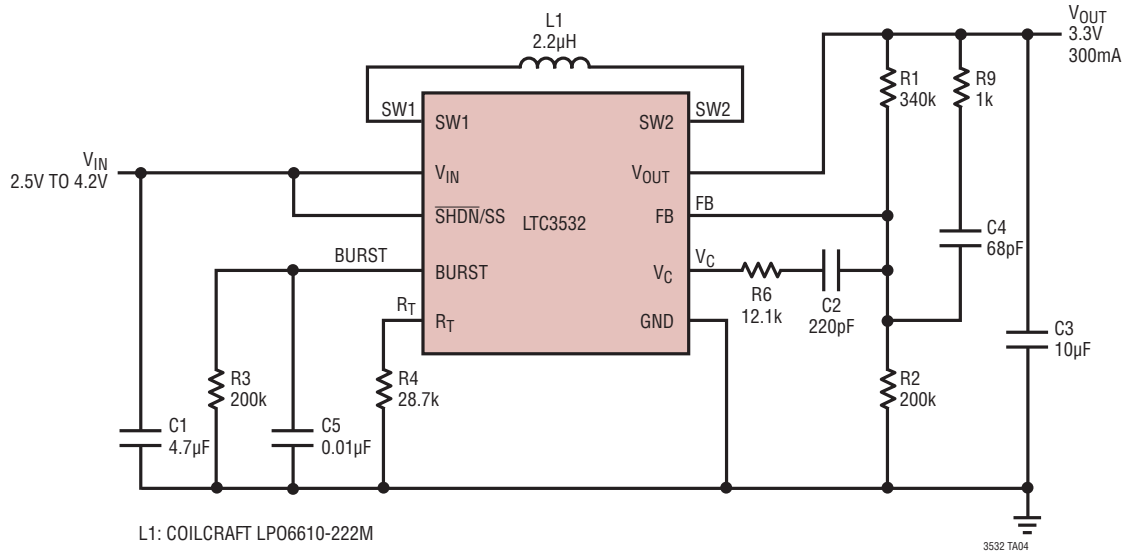 L1
2.2µH
VOUT
3.3V
300mA
R1
340k
R9
1k
SW1
SW2
SW1
SW2
VIN
2.5V TO 4.2V
VIN
VOUT
SHDN/SS
LTC3532
FB
FB
C4
68pF
BURST
BURST
VC
VC
R6
12.1k
C2
220pF
RT
RT
GND
C3
10µF
R3
200k
R4
28.7k
R2
200k
C1
4.7µF
C5
0.01µF
L1: COILCRAFT LPO6610-222M
3532 TA04